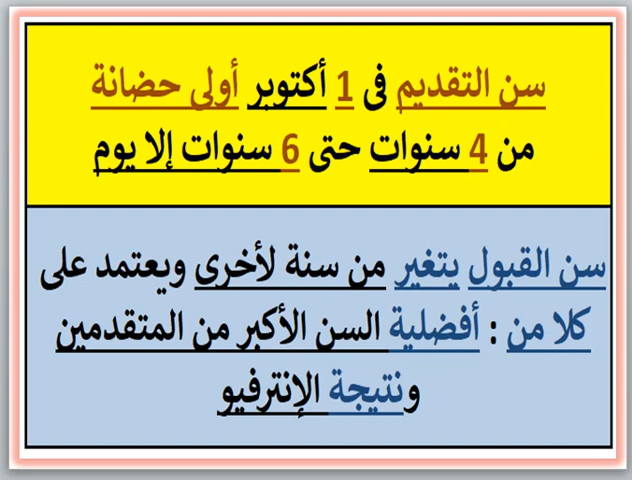 سن التقديم فى 1 أكتوبر أولى حضانة
من 4 سنوات حتى 6 سنوات إلا يوم
سن القبول يتغير من سنة لأخرى ويعتمد على
كلا من : أفضلية السن الأكبر من المتقدمين
ونتيجة الإنترفيو